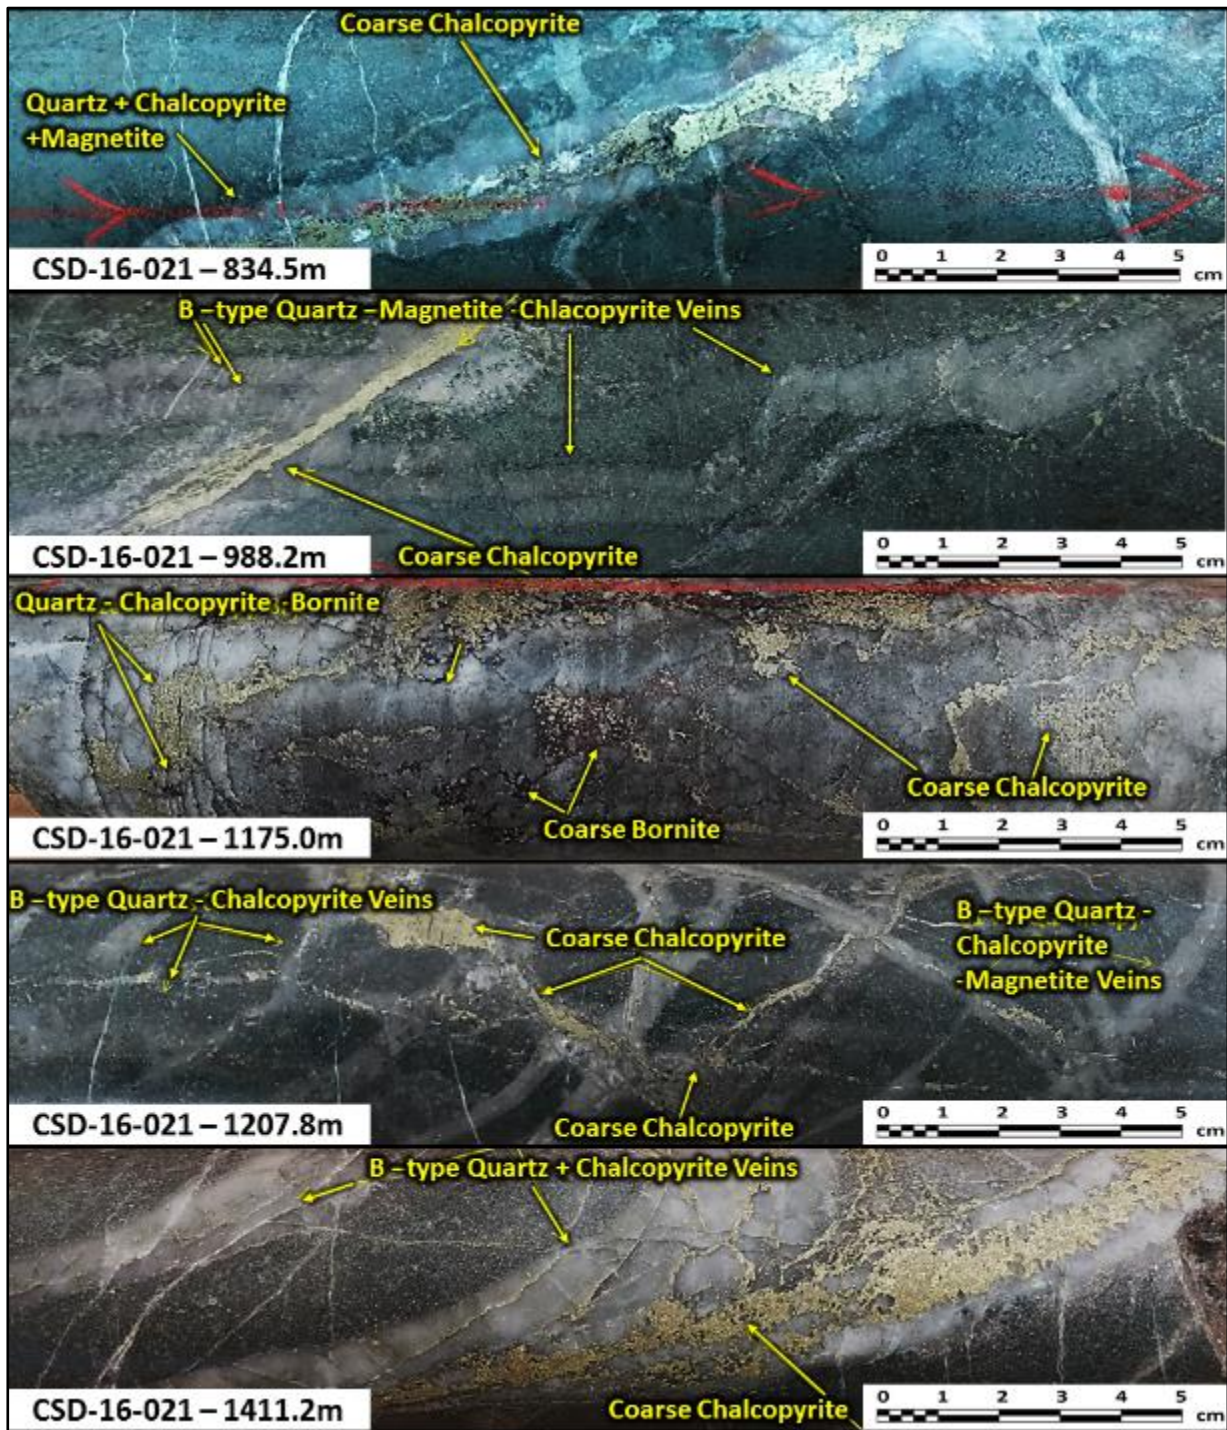 Coarse Chalcopyrite
Quartz + Chalcopyrite
+Magnetite
CSD-16-021 – 834.5m
0 1 2 3 4 5
cm
B –type Quartz –Magnetite -Chlacopyrite Veins
Coarse Chalcopyrite
CSD-16-021 – 988.2m
0 1 2 3 4 5
cm
Quartz - Chalcopyrite -Bornite
Coarse Chalcopyrite
Coarse Bornite
CSD-16-021 – 1175.0m
0 1 2 3 4 5
cm
B –type Quartz - Chalcopyrite Veins
Coarse Chalcopyrite
B –type Quartz -
Chalcopyrite
-Magnetite Veins
Coarse Chalcopyrite
CSD-16-021 – 1207.8m
0 1 2 3 4 5
cm
B –type Quartz + Chalcopyrite Veins
Coarse Chalcopyrite
CSD-16-021 – 1411.2m
0 1 2 3 4 5
cm